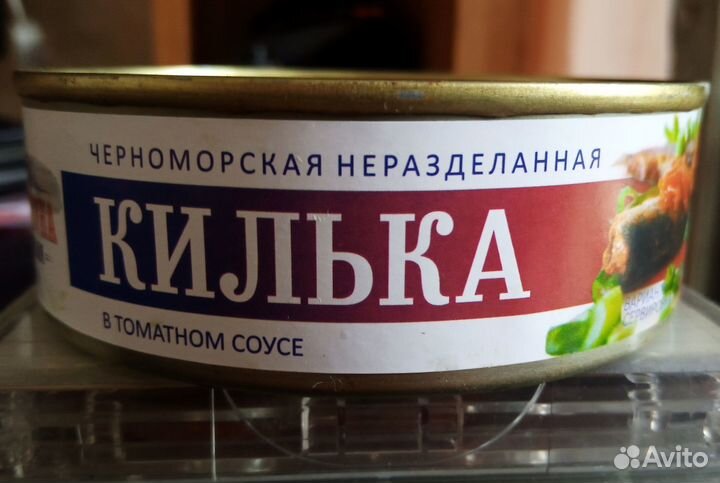 ЧЕРНОМОРСКАЯ НЕРАЗДЕЛАННАЯ
КИЛЬКА
В ТОМАТНОМ СОУСЕ
Avito